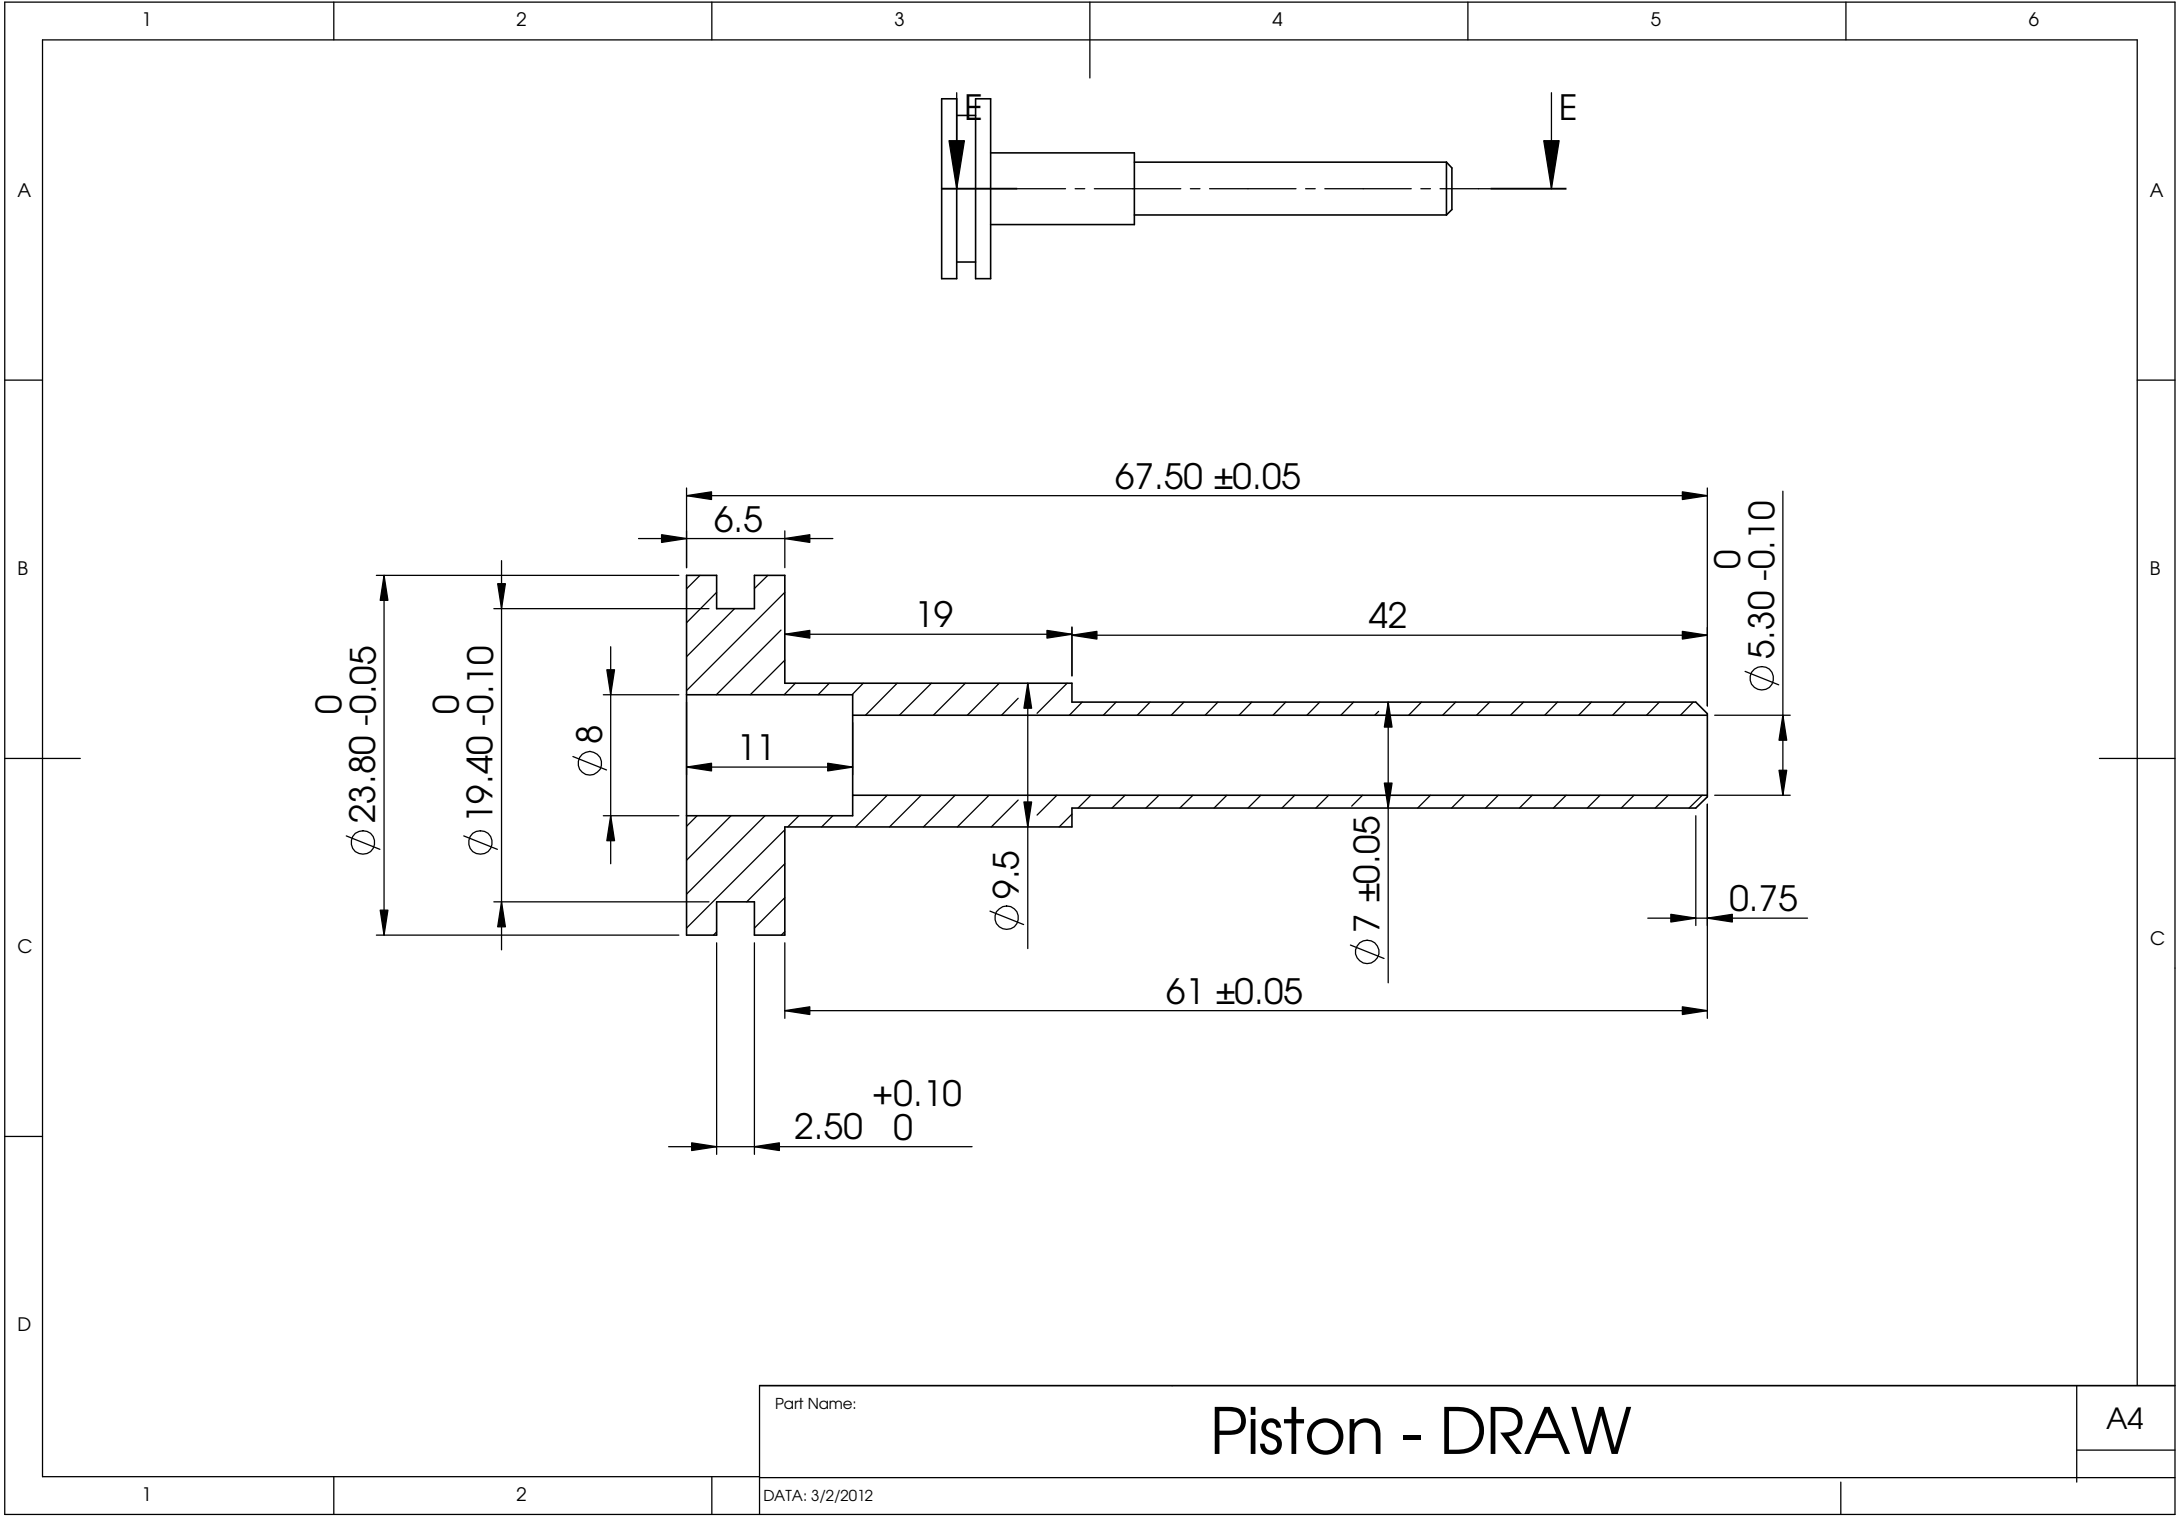 1 2 3 4 5 6
E E
A A
67.50 ±0.05
6.5
B B
19 42
0
⌀5.30 -0.10
0
⌀23.80 -0.05
0
⌀19.40 -0.10
⌀8
11
⌀9.5
⌀7 ±0.05
0.75
C C
61 ±0.05
+0.10
2.50 0
D
Part Name:
Piston - DRAW
A4
1 2
DATA: 3/2/2012